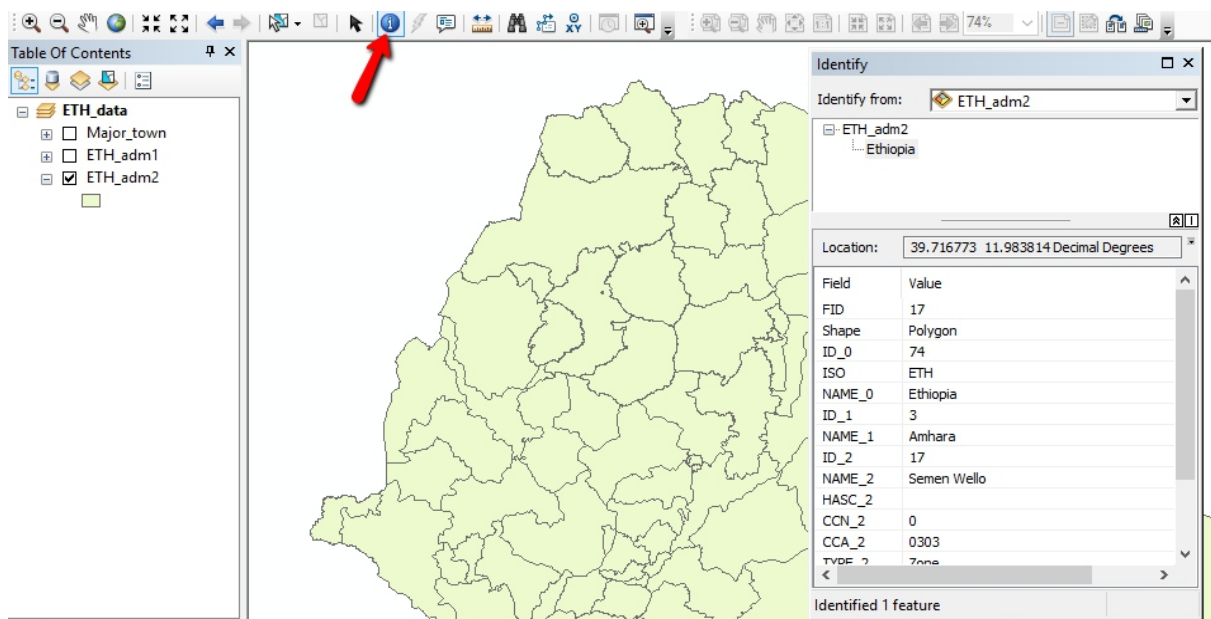 74%
Table Of Contents
ETH_data
Major_town
ETH_adm1
ETH_adm2
Identify
Identify from: ETH_adm2
ETH_adm2
Ethiopia
Location: 39.716773 11.983814 Decimal Degrees
Field Value
FID 17
Shape Polygon
ID_0 74
ISO ETH
NAME_0 Ethiopia
ID_1 3
NAME_1 Amhara
ID_2 17
NAME_2 Semen Wello
HASC_2
CCN_2 0
CCA_2 0303
TYPE_2 Zone
Identified 1 feature